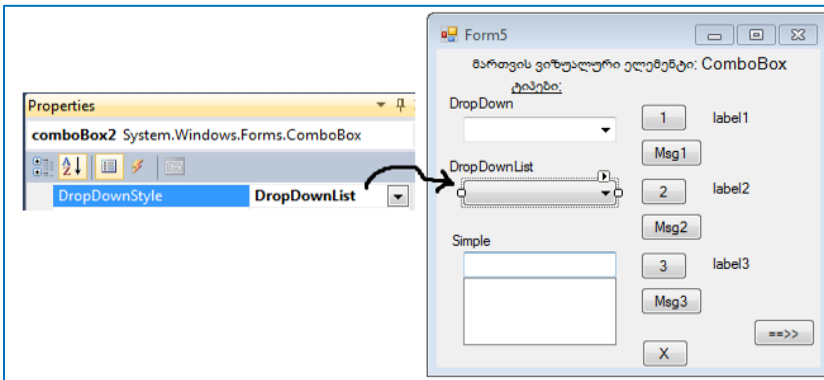 Properties
comboBox2 System.Windows.Forms.ComboBox
DropDownStyle DropDownList
Form5
მართვის ვიზუალური ელემენტი: ComboBox
ტიპები:
DropDown
1 label1
Msg1
DropDownList
2 label2
Msg2
Simple
3 label3
Msg3
==>>
X